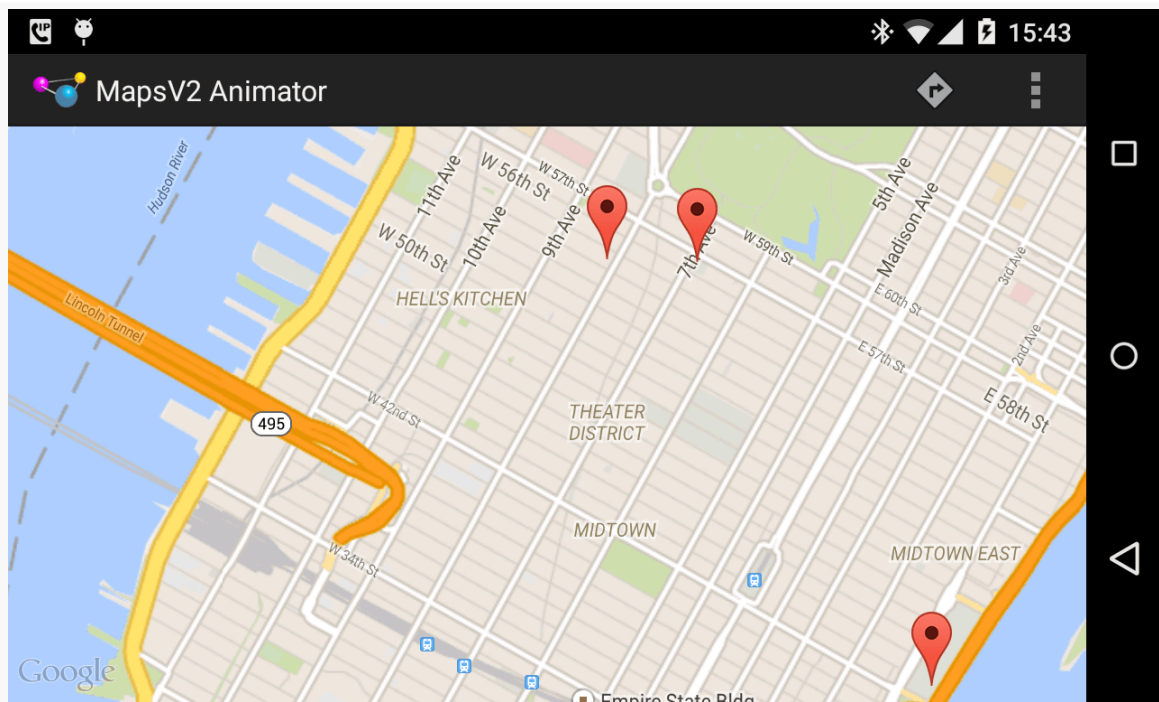 15:43
MapsV2 Animator
Hudson River
11th Ave
W 56th St
W 57th St
5th Ave
Madison Ave
W 50th St
10th Ave
9th Ave
7th Ave
W 59th St
3rd Ave
HELL'S KITCHEN
E 60th St
Lincoln Tunnel
2nd Ave
E 57th St
E 58th St
W 42nd St
THEATER
DISTRICT
495
MIDTOWN
W 34th St
MIDTOWN EAST
Google
Empire State Bldg